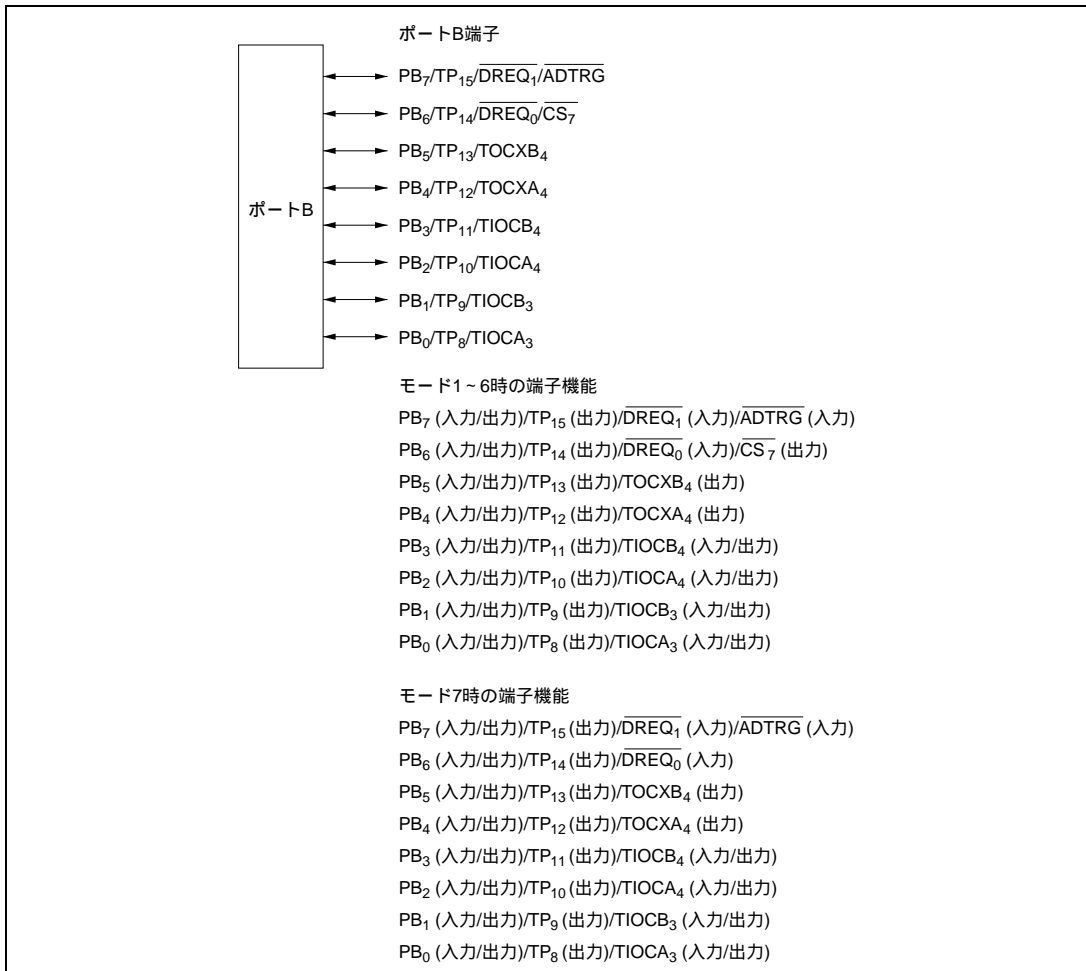 ポートB端子
PB₇/TP₁₅/D̅R̅E̅Q̅₁̅/A̅D̅T̅R̅G̅
PB₆/TP₁₄/D̅R̅E̅Q̅₀̅/C̅S̅₇̅
PB₅/TP₁₃/TOCXB₄
PB₄/TP₁₂/TOCXA₄
ポートB
PB₃/TP₁₁/TIOCB₄
PB₂/TP₁₀/TIOCA₄
PB₁/TP₉/TIOCB₃
PB₀/TP₈/TIOCA₃
モード1~6時の端子機能
PB₇ (入力/出力)/TP₁₅ (出力)/D̅R̅E̅Q̅₁̅ (入力)/A̅D̅T̅R̅G̅ (入力)
PB₆ (入力/出力)/TP₁₄ (出力)/D̅R̅E̅Q̅₀̅ (入力)/C̅S̅₇̅ (出力)
PB₅ (入力/出力)/TP₁₃ (出力)/TOCXB₄ (出力)
PB₄ (入力/出力)/TP₁₂ (出力)/TOCXA₄ (出力)
PB₃ (入力/出力)/TP₁₁ (出力)/TIOCB₄ (入力/出力)
PB₂ (入力/出力)/TP₁₀ (出力)/TIOCA₄ (入力/出力)
PB₁ (入力/出力)/TP₉ (出力)/TIOCB₃ (入力/出力)
PB₀ (入力/出力)/TP₈ (出力)/TIOCA₃ (入力/出力)
モード7時の端子機能
PB₇ (入力/出力)/TP₁₅ (出力)/D̅R̅E̅Q̅₁̅ (入力)/A̅D̅T̅R̅G̅ (入力)
PB₆ (入力/出力)/TP₁₄ (出力)/D̅R̅E̅Q̅₀̅ (入力)
PB₅ (入力/出力)/TP₁₃ (出力)/TOCXB₄ (出力)
PB₄ (入力/出力)/TP₁₂ (出力)/TOCXA₄ (出力)
PB₃ (入力/出力)/TP₁₁ (出力)/TIOCB₄ (入力/出力)
PB₂ (入力/出力)/TP₁₀ (出力)/TIOCA₄ (入力/出力)
PB₁ (入力/出力)/TP₉ (出力)/TIOCB₃ (入力/出力)
PB₀ (入力/出力)/TP₈ (出力)/TIOCA₃ (入力/出力)